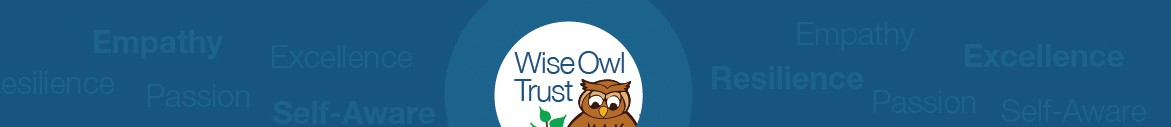 Empathy
Excellence
esilience
Passion
Self-Aware
Wise Owl
Trust
Empathy
Excellence
Resilience
Passion
Self-Aware